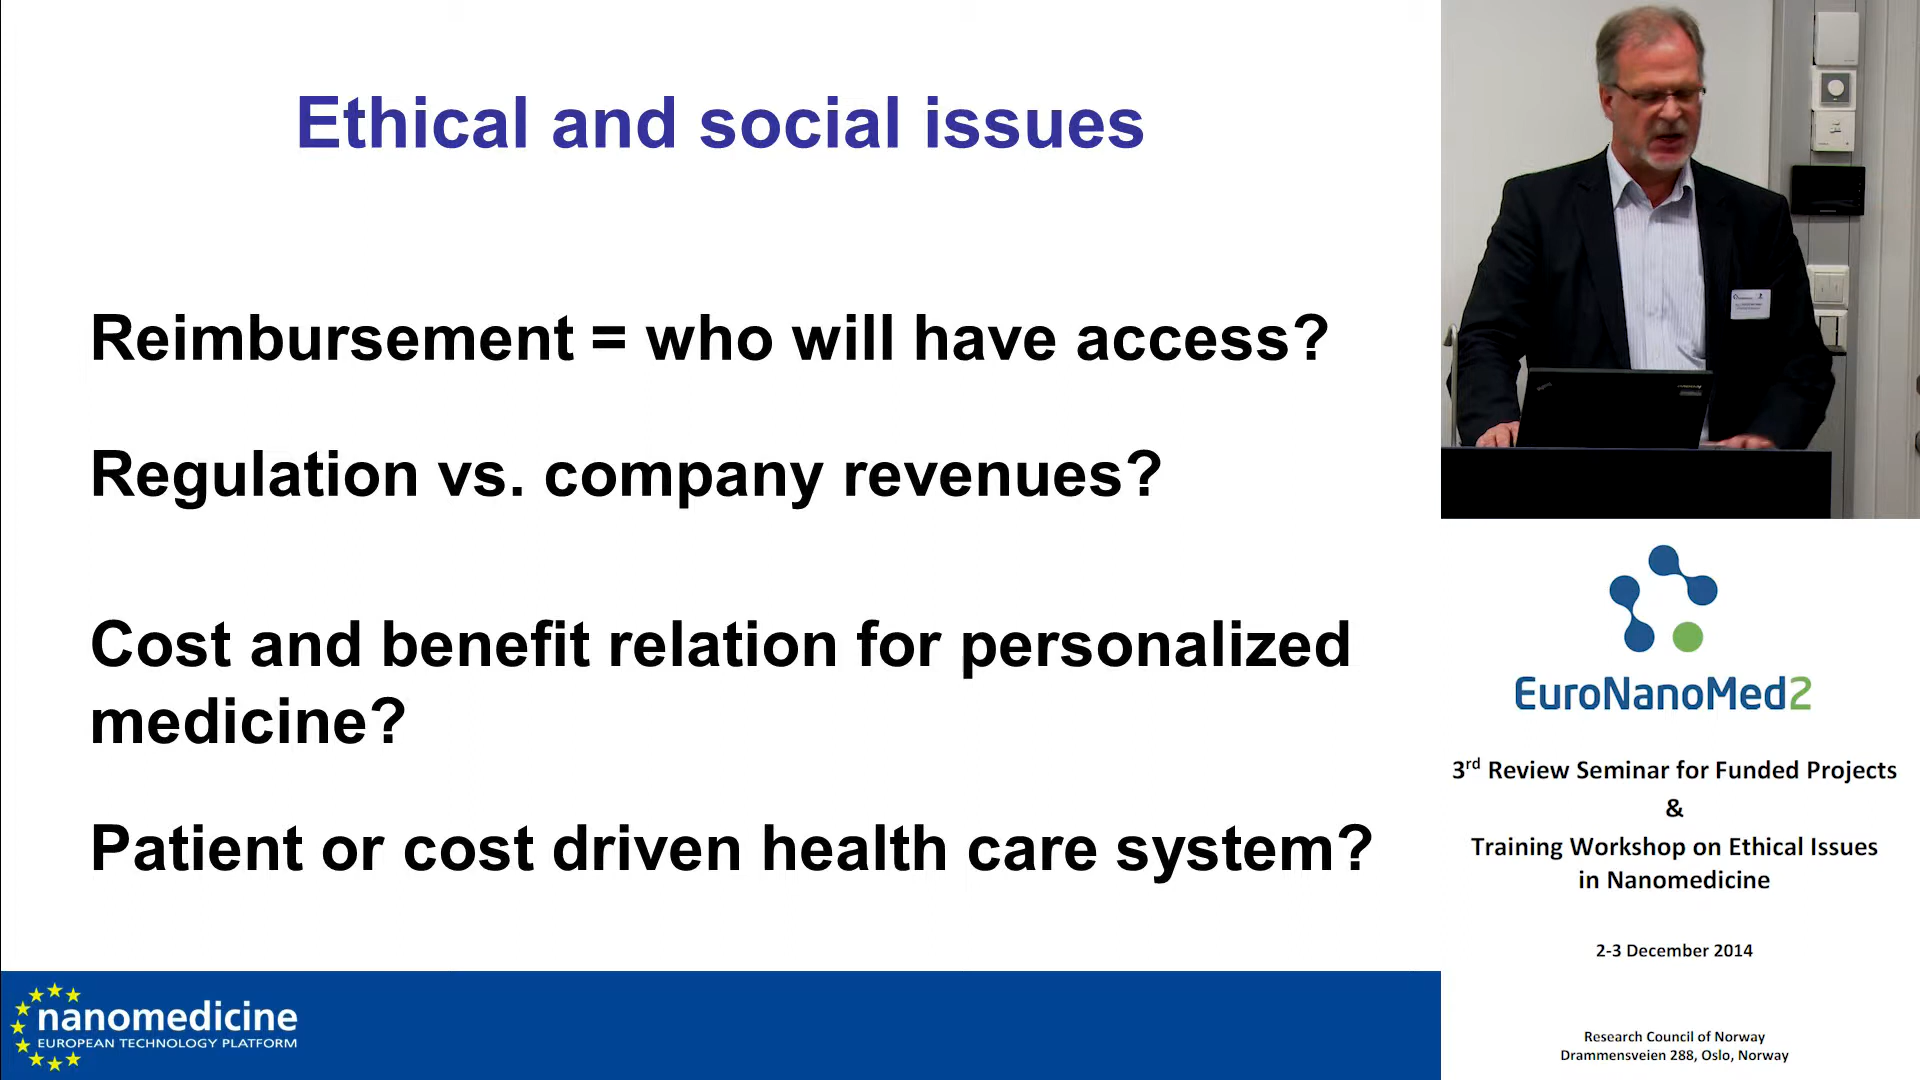 Ethical and social issues
Reimbursement = who will have access?
Regulation vs. company revenues?
Cost and benefit relation for personalized
medicine?
Patient or cost driven health care system?
nanomedicine
EUROPEAN TECHNOLOGY PLATFORM
EuroNanoMed2
3rd Review Seminar for Funded Projects
&
Training Workshop on Ethical Issues
in Nanomedicine
2-3 December 2014
Research Council of Norway
Drammensveien 288, Oslo, Norway